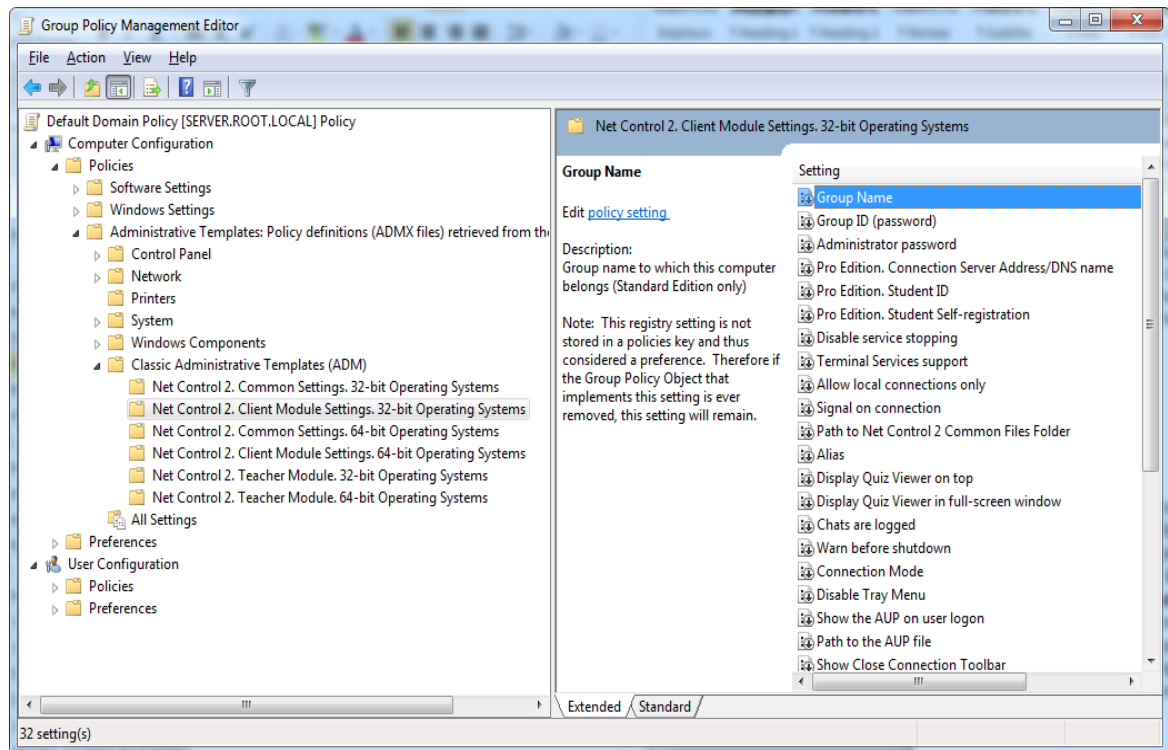 Group Policy Management Editor
File Action View Help
Default Domain Policy [SERVER.ROOT.LOCAL] Policy
Computer Configuration
Policies
Software Settings
Windows Settings
Administrative Templates: Policy definitions (ADMX files) retrieved from the
Control Panel
Network
Printers
System
Windows Components
Classic Administrative Templates (ADM)
Net Control 2. Common Settings. 32-bit Operating Systems
Net Control 2. Client Module Settings. 32-bit Operating Systems
Net Control 2. Common Settings. 64-bit Operating Systems
Net Control 2. Client Module Settings. 64-bit Operating Systems
Net Control 2. Teacher Module. 32-bit Operating Systems
Net Control 2. Teacher Module. 64-bit Operating Systems
All Settings
Preferences
User Configuration
Policies
Preferences
Net Control 2. Client Module Settings. 32-bit Operating Systems
Group Name
Edit policy setting
Description:
Group name to which this computer
belongs (Standard Edition only)
Note: This registry setting is not
stored in a policies key and thus
considered a preference. Therefore if
the Group Policy Object that
implements this setting is ever
removed, this setting will remain.
Setting
Group Name
Group ID (password)
Administrator password
Pro Edition. Connection Server Address/DNS name
Pro Edition. Student ID
Pro Edition. Student Self-registration
Disable service stopping
Terminal Services support
Allow local connections only
Signal on connection
Path to Net Control 2 Common Files Folder
Alias
Display Quiz Viewer on top
Display Quiz Viewer in full-screen window
Chats are logged
Warn before shutdown
Connection Mode
Disable Tray Menu
Show the AUP on user logon
Path to the AUP file
Show Close Connection Toolbar
Extended Standard
32 setting(s)